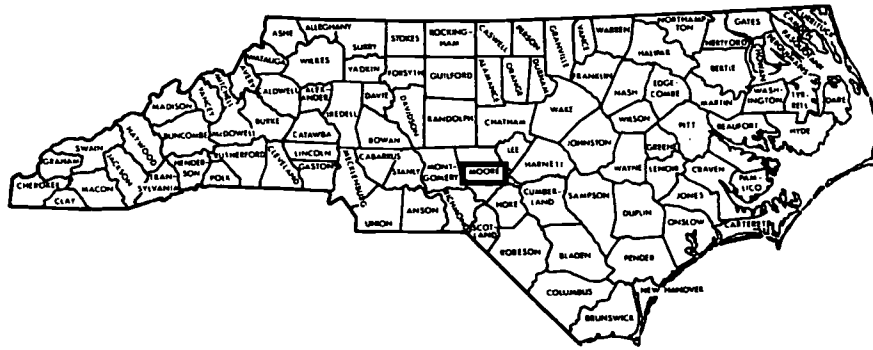 ASHE
ALLEGHANY
SURRY
STOKES
ROCKING-
HAM
CASWELL
PERSON
GRANVILLE
VANCE
WARREN
NORTHAMP-
TON
GATES
HERTFORD
HALIFAX
BERTIE
WATAUGA
WILKES
YADKIN
FORSYTH
GUILFORD
ALAMANCE
ORANGE
DURHAM
FRANKLIN
NASH
EDGE-
COMBE
MARTIN
WASH-
INGTON
TYR-
RELL
DARE
MADISON
YANCEY
MITCHELL
AVERY
CALDWELL
ALEX-
ANDER
IREDELL
DAVIE
DAVIDSON
RANDOLPH
CHATHAM
WAKE
WILSON
PITT
BEAUFORT
HYDE
BUNCOMBE
McDOWELL
BURKE
CATAWBA
ROWAN
LEE
JOHNSTON
GREENE
SWAIN
HAYWOOD
RUTHERFORD
CLEVELAND
LINCOLN
GASTON
CABARRUS
STANLY
MONT-
GOMERY
MOORE
HARNETT
WAYNE
LENOIR
CRAVEN
PAM-
LICO
GRAHAM
CHEROKEE
CLAY
MACON
JACKSON
TRAN-
SYLVANIA
HENDER-
SON
POLK
MECKLENBURG
UNION
ANSON
RICHMOND
SCOT-
LAND
HOKE
CUMBER-
LAND
SAMPSON
DUPLIN
JONES
ONSLOW
CARTERET
ROBESON
BLADEN
PENDER
COLUMBUS
NEW HANOVER
BRUNSWICK